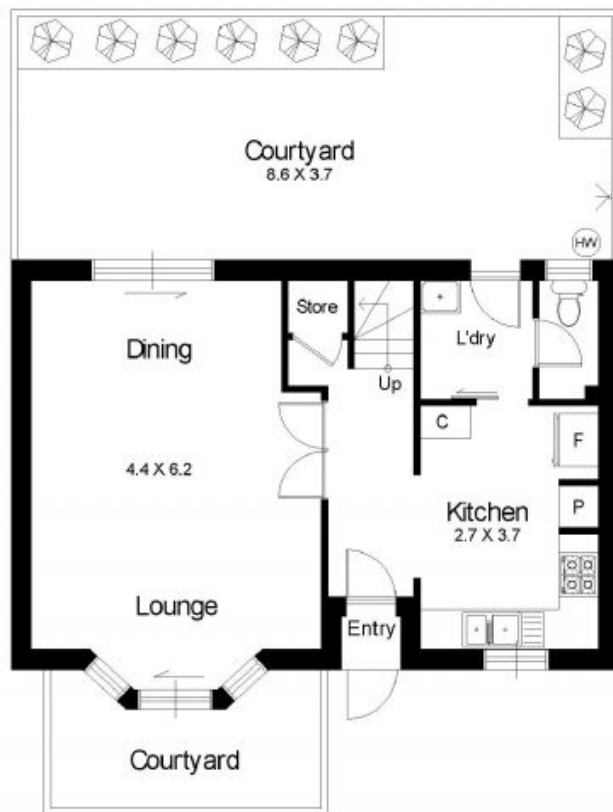 Courtyard
8.6 X 3.7
HW
Store
Dining
L'dry
Up
C
F
4.4 X 6.2
P
Kitchen
2.7 X 3.7
Lounge
Entry
Courtyard